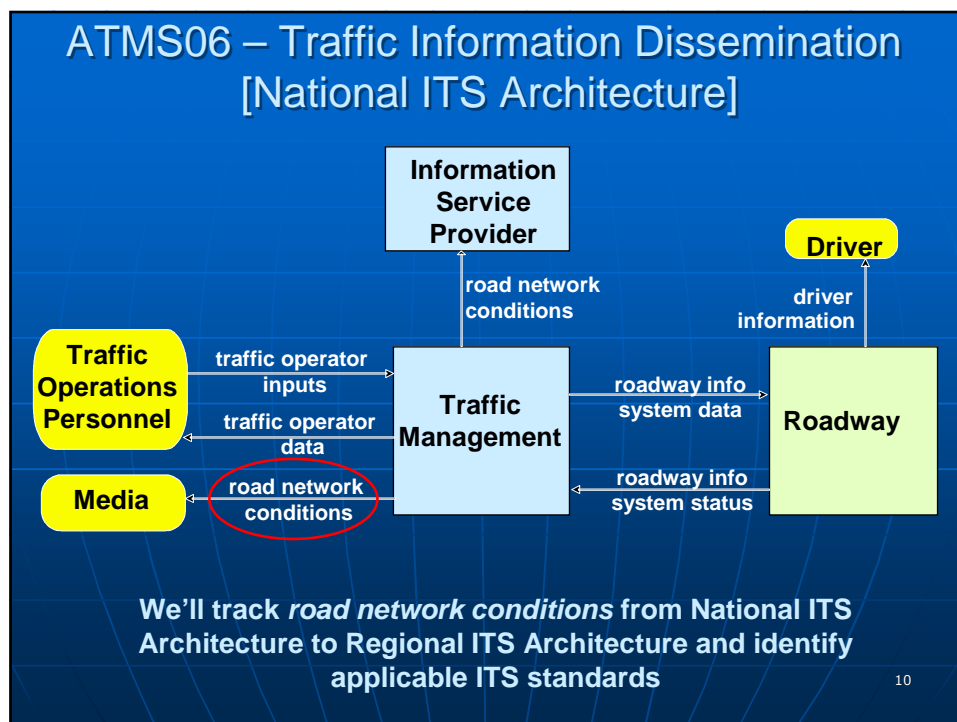 ATMS06 – Traffic Information Dissemination
[National ITS Architecture]
Information
Service
Provider
Driver
road network
conditions
driver
information
Traffic
Operations
Personnel
traffic operator
inputs
traffic operator
data
Traffic
Management
roadway info
system data
Roadway
Media
road network
conditions
roadway info
system status
We’ll track road network conditions from National ITS
Architecture to Regional ITS Architecture and identify
applicable ITS standards
10